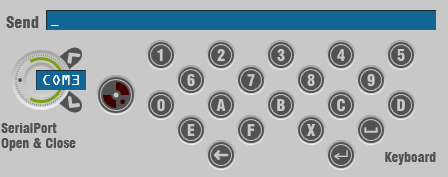 Send _
1 2 3 4 5
COM3
6 7 8 9
0 A B C D
SerialPort
Open & Close
E F X
Keyboard